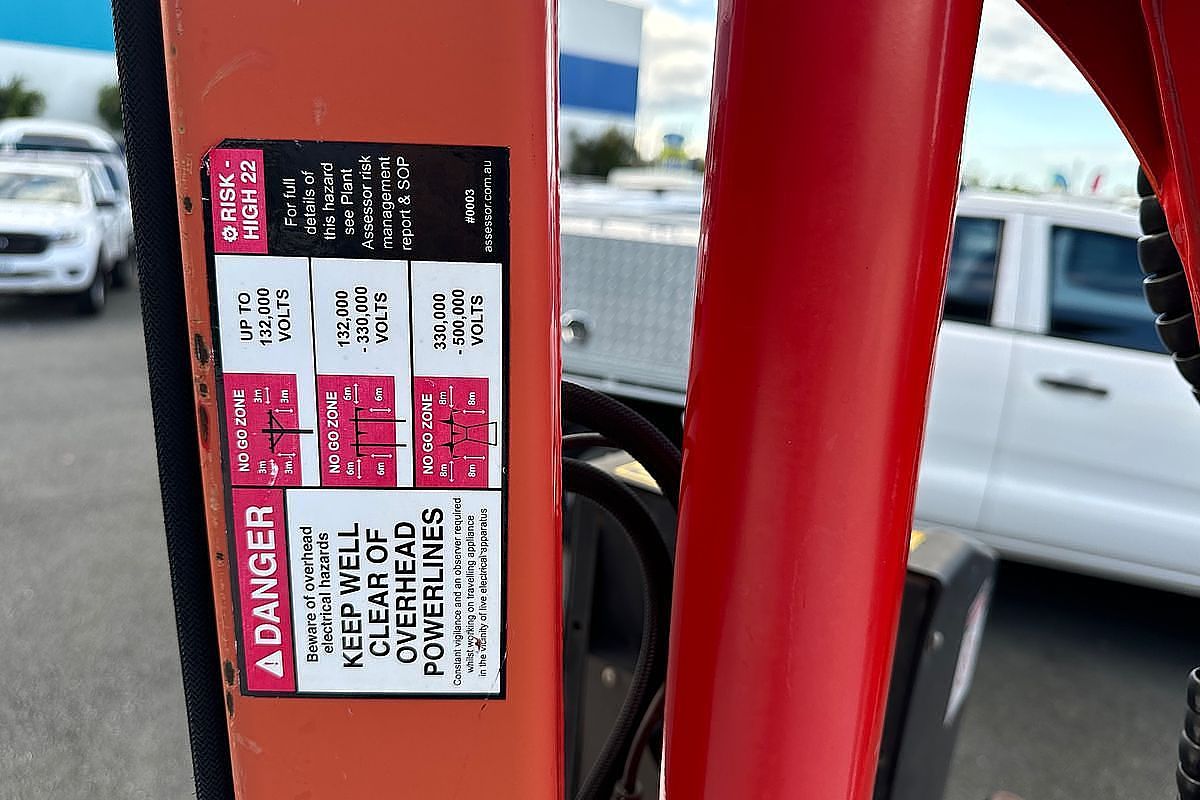 ⚠ DANGER
Beware of overhead
electrical hazards
KEEP WELL
CLEAR OF
OVERHEAD
POWERLINES
Constant vigilance and an observer required
whilst working on travelling appliance
in the vicinity of live electrical apparatus
NO GO ZONE
3m 3m
3m 3m
UP TO
132,000
VOLTS
NO GO ZONE
6m 6m
6m 6m
132,000
- 330,000
VOLTS
NO GO ZONE
8m 8m
8m 8m
330,000
- 500,000
VOLTS
RISK -
HIGH 22
For full
details of
this hazard
see Plant
Assessor risk
management
report & SOP
#0003
assessor.com.au